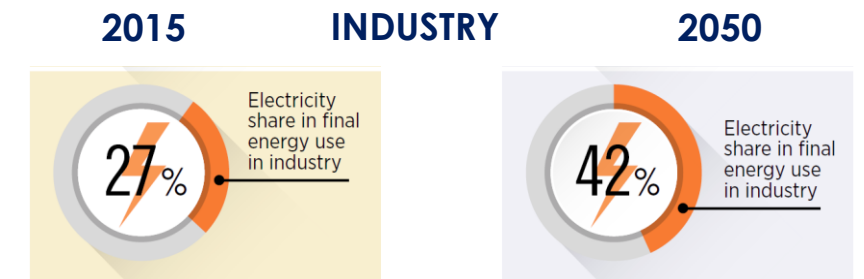 2015 INDUSTRY 2050
27%
Electricity
share in final
energy use
in industry
42%
Electricity
share in final
energy use
in industry